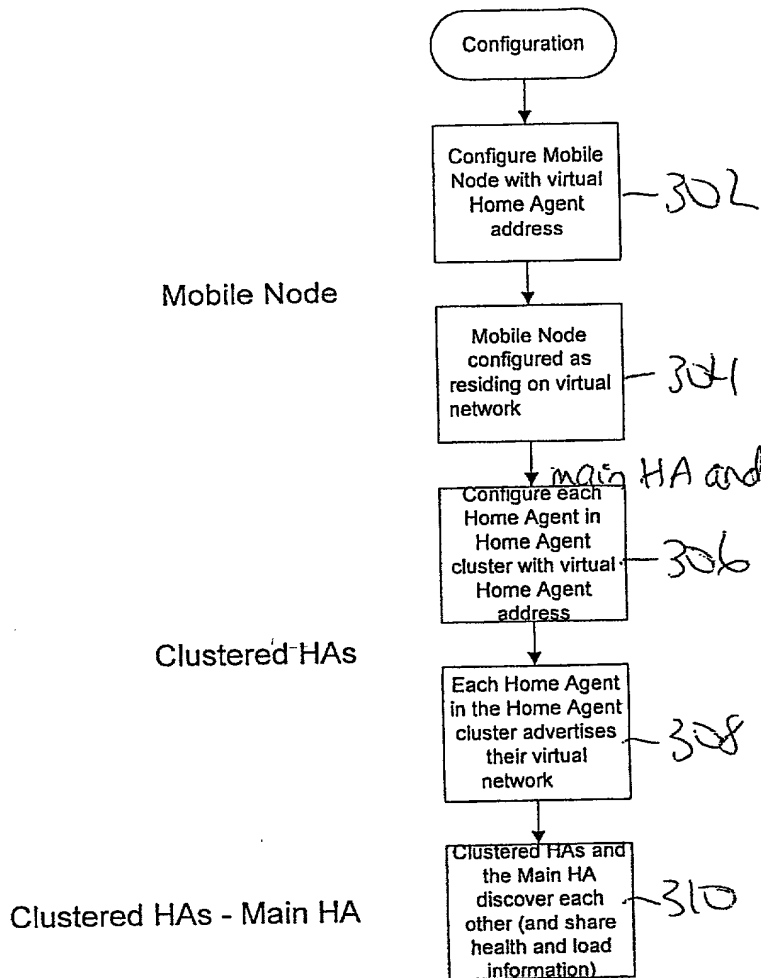 Configuration
Configure Mobile
Node with virtual
Home Agent
address
302
Mobile Node
Mobile Node
configured as
residing on virtual
network
304
main HA and
Configure each
Home Agent in
Home Agent
cluster with virtual
Home Agent
address
306
Clustered HAs
Each Home Agent
in the Home Agent
cluster advertises
their virtual
network
308
Clustered HAs - Main HA
Clustered HAs and
the Main HA
discover each
other (and share
health and load
information)
310